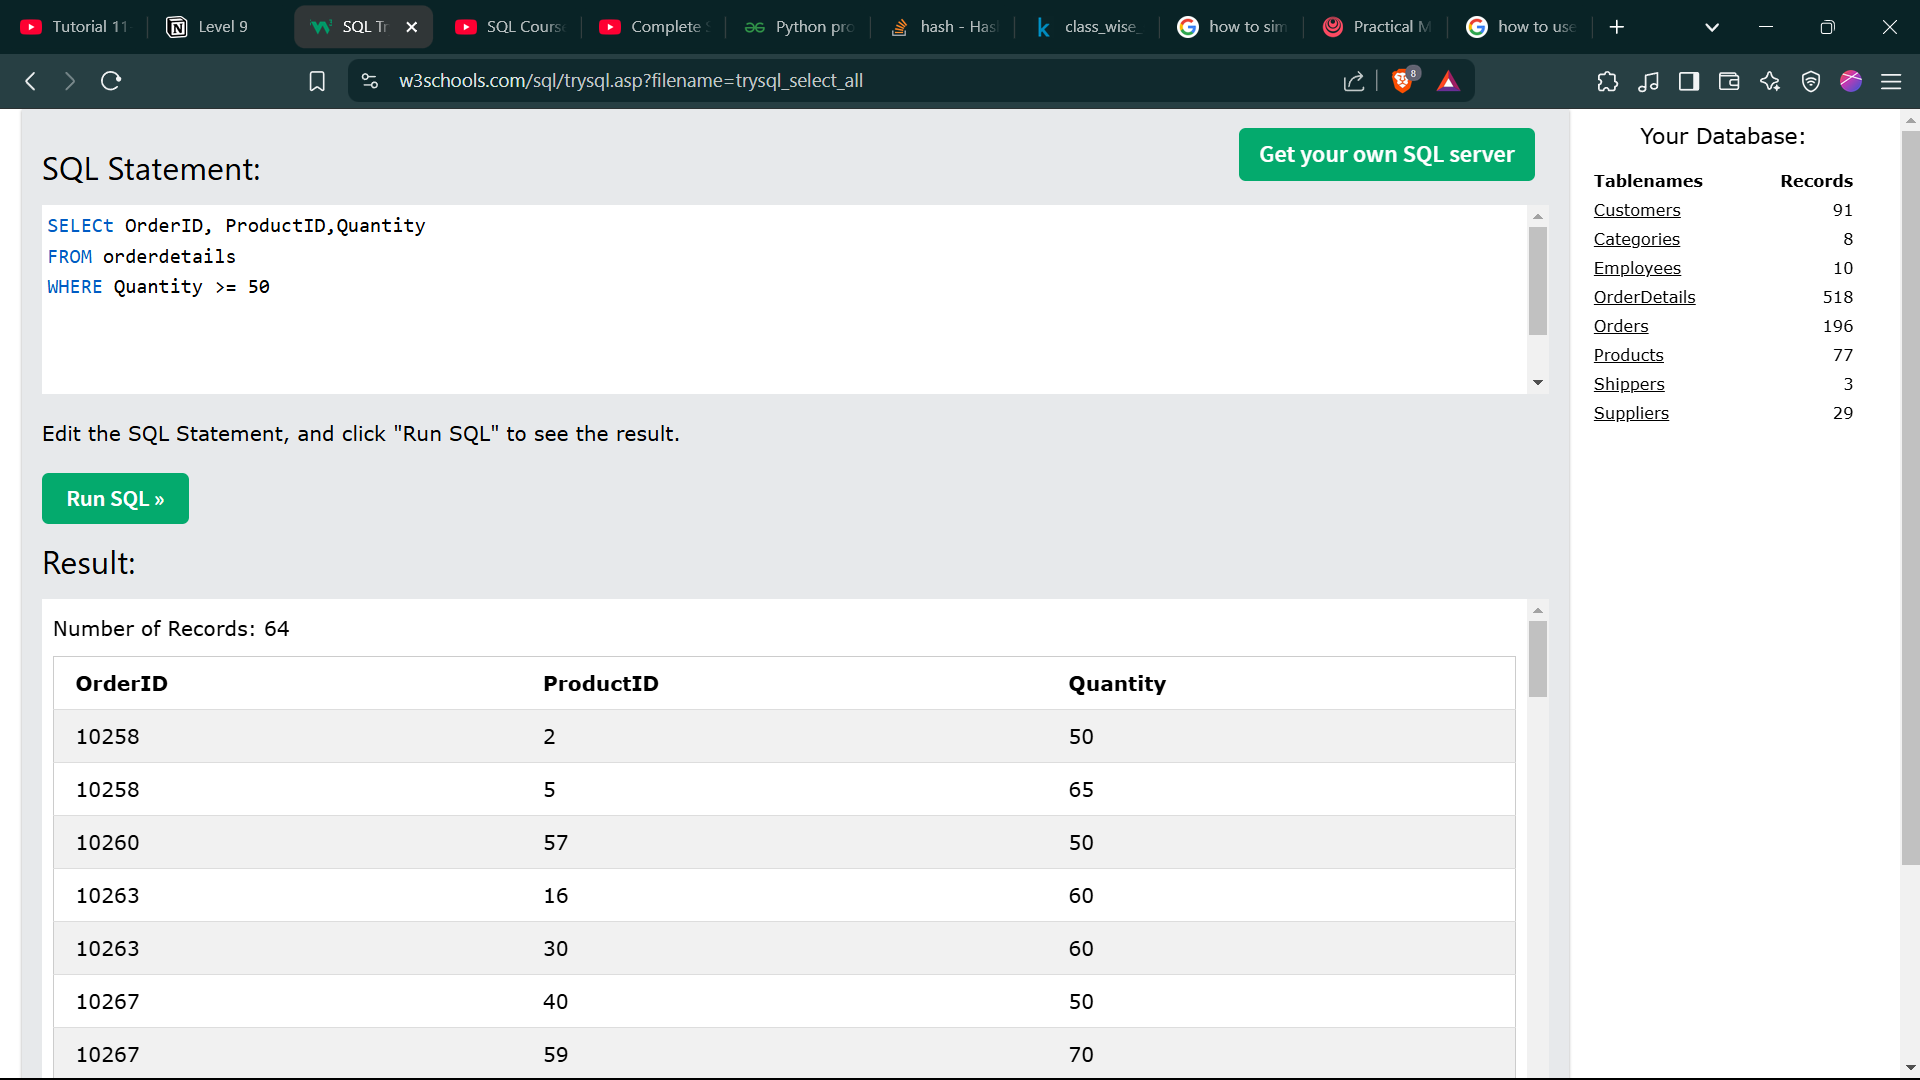 Tutorial 11
Level 9
SQL Tr
SQL Course
Complete S
Python pro
hash - Hash
class_wise_
how to sim
Practical M
how to use
w3schools.com/sql/trysql.asp?filename=trysql_select_all
8
SQL Statement:
Get your own SQL server
SELECt OrderID, ProductID,Quantity
FROM orderdetails
WHERE Quantity >= 50
Edit the SQL Statement, and click "Run SQL" to see the result.
Run SQL »
Result:
Number of Records: 64
OrderID ProductID Quantity
10258 2 50
10258 5 65
10260 57 50
10263 16 60
10263 30 60
10267 40 50
10267 59 70
Your Database:
Tablenames Records
Customers 91
Categories 8
Employees 10
OrderDetails 518
Orders 196
Products 77
Shippers 3
Suppliers 29